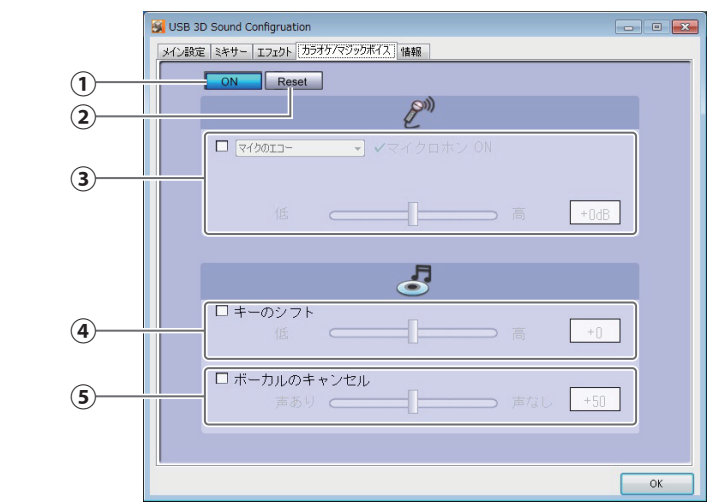 USB 3D Sound Configruation
メイン設定 ミキサー エフェクト カラオケ/マジックボイス 情報
① ON Reset
②
マイクのエコー ✓マイクロホン ON
③
低 高 +0dB
キーのシフト
④ 低 高 +0
ボーカルのキャンセル
⑤ 声あり 声なし +50
OK